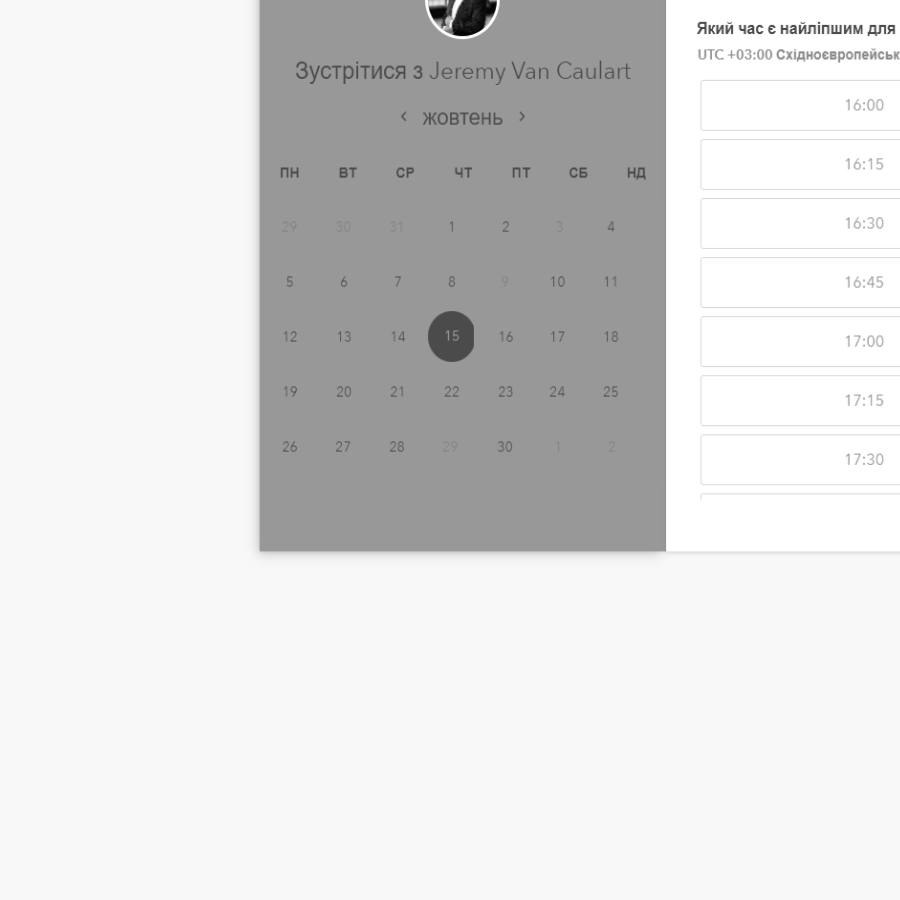 Зустрітися з Jeremy Van Caulart
‹ жовтень ›
ПН ВТ СР ЧТ ПТ СБ НД
29 30 31 1 2 3 4
5 6 7 8 9 10 11
12 13 14 15 16 17 18
19 20 21 22 23 24 25
26 27 28 29 30 1 2
Який час є найліпшим для
UTC +03:00 Східноєвропейськ
16:00
16:15
16:30
16:45
17:00
17:15
17:30